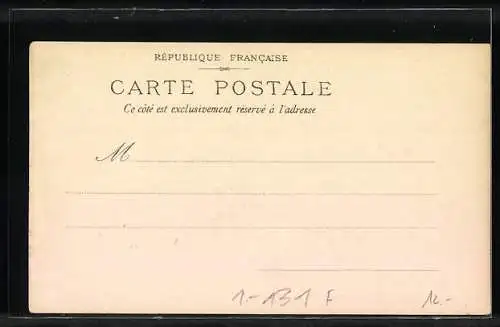 RÉPUBLIQUE FRANÇAISE
CARTE POSTALE
Ce côté est exclusivement réservé à l'adresse
M
1-131 F 12.-